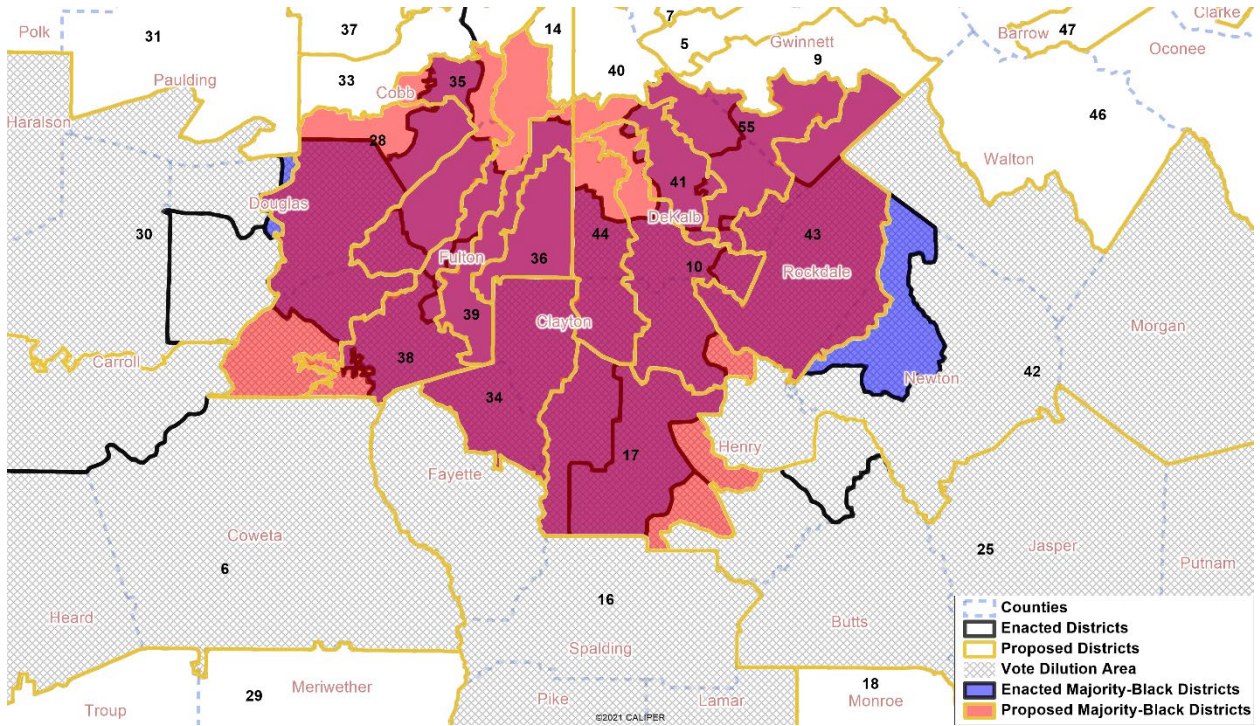 7
Clarke
Polk
31
37
14
47
Barrow
5
Gwinnett
Oconee
9
40
33
35
Paulding
Cobb
46
Haralson
55
28
Walton
41
Douglas
DeKalb
30
44
43
Fulton
36
10
Rockdale
39
Clayton
Morgan
38
Carroll
42
Newton
34
Henry
17
Fayette
Coweta
25
Jasper
6
Putnam
16
Heard
Butts
Spalding
Meriwether
29
18
Pike
Lamar
Monroe
Troup
©2021 CALIPER
Counties
Enacted Districts
Proposed Districts
Vote Dilution Area
Enacted Majority-Black Districts
Proposed Majority-Black Districts